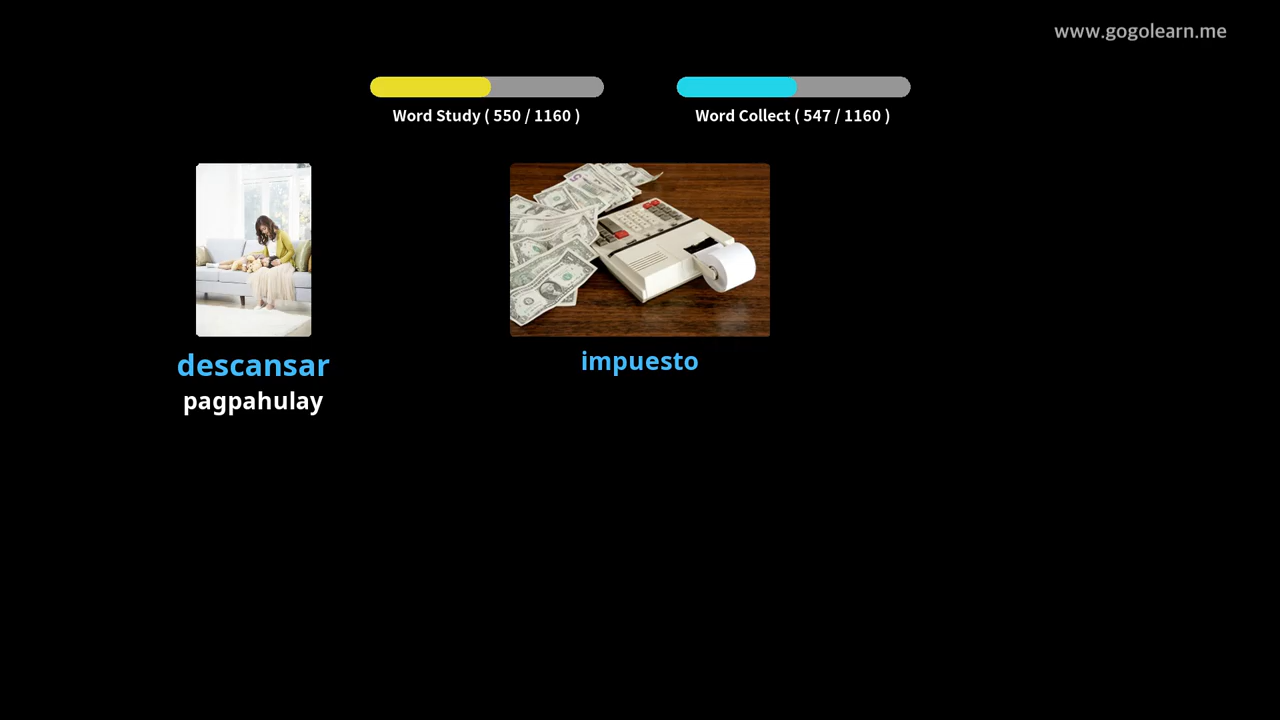 www.gogolearn.me
Word Study ( 550 / 1160 )
Word Collect ( 547 / 1160 )
descansar
pagpahulay
impuesto